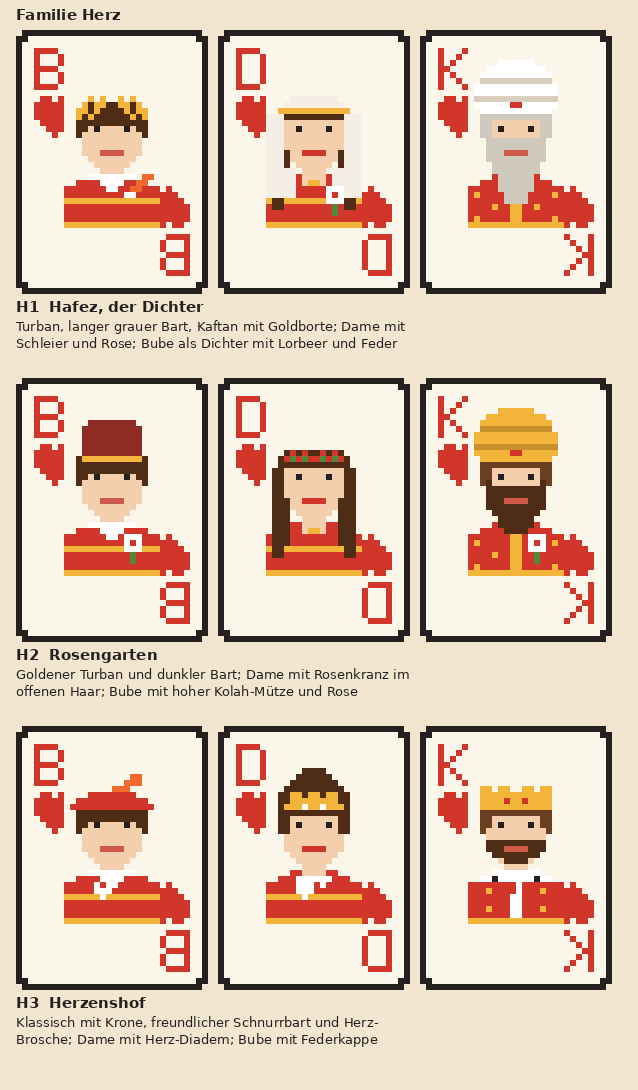 Familie Herz
B D K
B D K
H1 Hafez, der Dichter
Turban, langer grauer Bart, Kaftan mit Goldborte; Dame mit
Schleier und Rose; Bube als Dichter mit Lorbeer und Feder
B D K
B D K
H2 Rosengarten
Goldener Turban und dunkler Bart; Dame mit Rosenkranz im
offenen Haar; Bube mit hoher Kolah-Mütze und Rose
B D K
B D K
H3 Herzenshof
Klassisch mit Krone, freundlicher Schnurrbart und Herz-
Brosche; Dame mit Herz-Diadem; Bube mit Federkappe